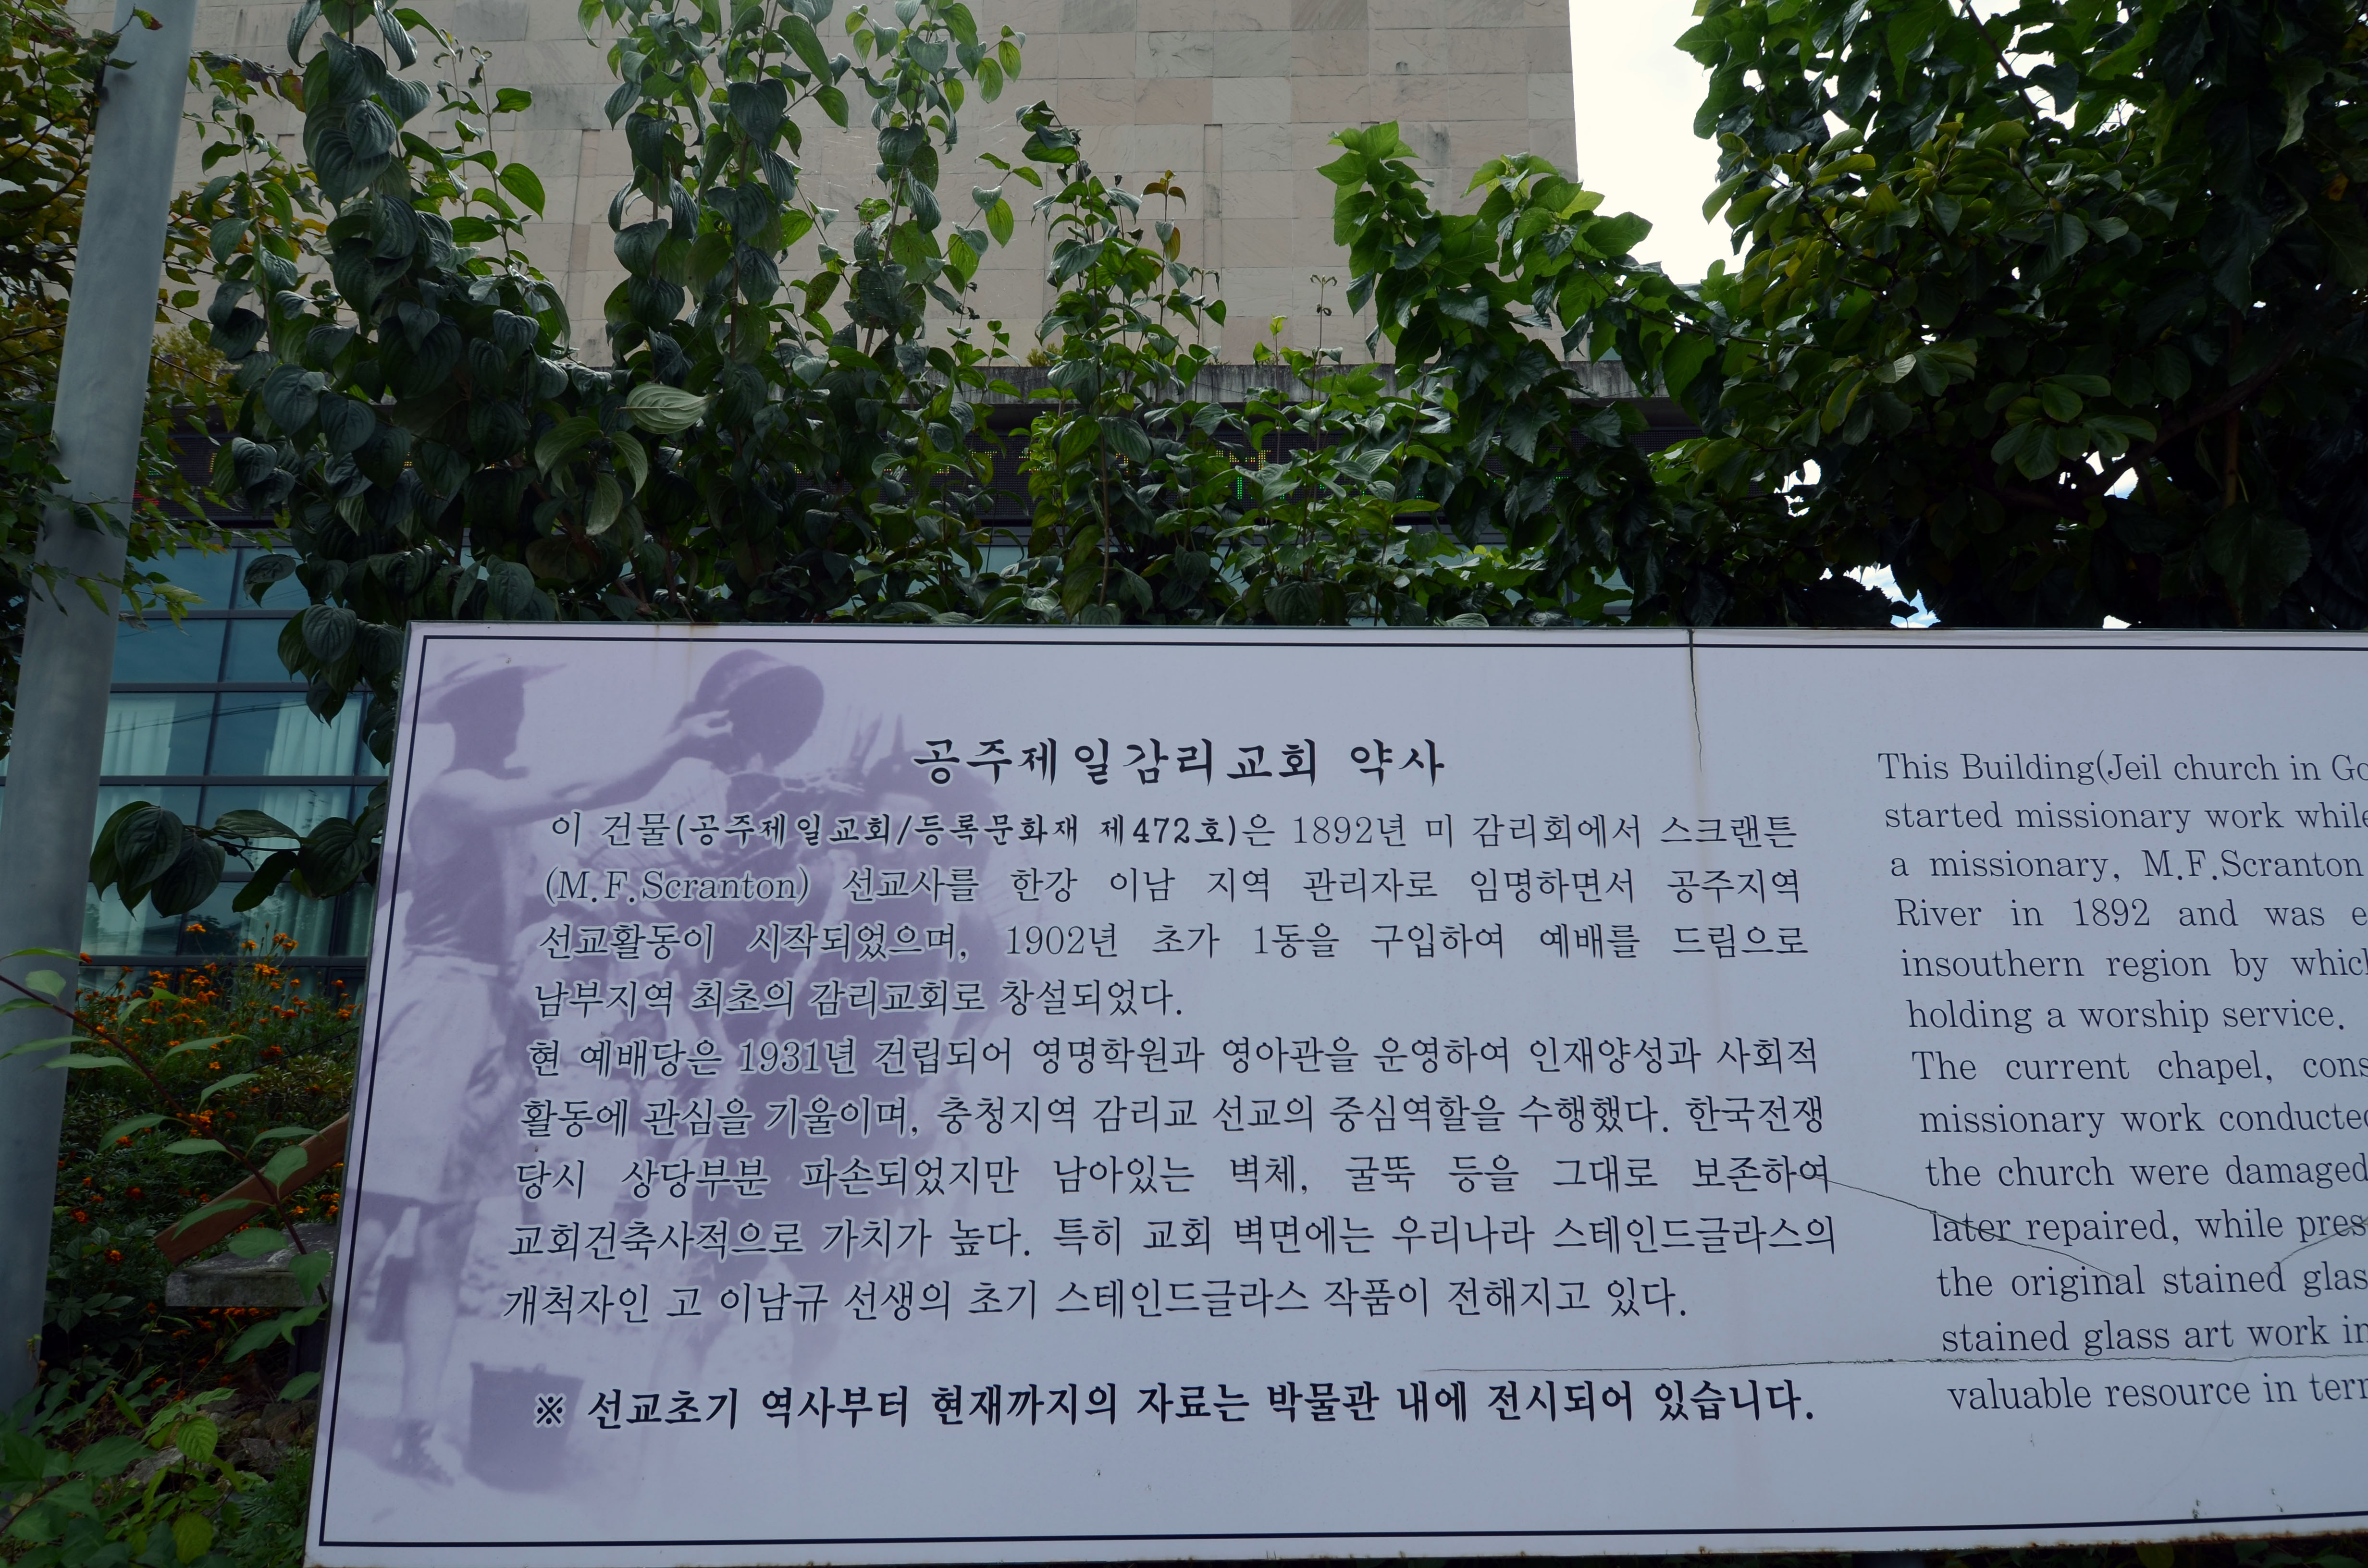 공주제일감리교회 약사
이 건물(공주제일교회/등록문화재 제472호)은 1892년 미 감리회에서 스크랜튼
(M.F.Scranton) 선교사를 한강 이남 지역 관리자로 임명하면서 공주지역
선교활동이 시작되었으며, 1902년 초가 1동을 구입하여 예배를 드림으로
남부지역 최초의 감리교회로 창설되었다.
현 예배당은 1931년 건립되어 영명학원과 영아관을 운영하여 인재양성과 사회적
활동에 관심을 기울이며, 충청지역 감리교 선교의 중심역할을 수행했다. 한국전쟁
당시 상당부분 파손되었지만 남아있는 벽체, 굴뚝 등을 그대로 보존하여
교회건축사적으로 가치가 높다. 특히 교회 벽면에는 우리나라 스테인드글라스의
개척자인 고 이남규 선생의 초기 스테인드글라스 작품이 전해지고 있다.
※ 선교초기 역사부터 현재까지의 자료는 박물관 내에 전시되어 있습니다.
This Building(Jeil church in
started missionary work while
a missionary, M.F.Scranton
River in 1892 and was
insouthern region by which
holding a worship service.
The current chapel,
missionary work conducted
the church were damaged
later repaired, while
the original stained
stained glass art work in
valuable resource in